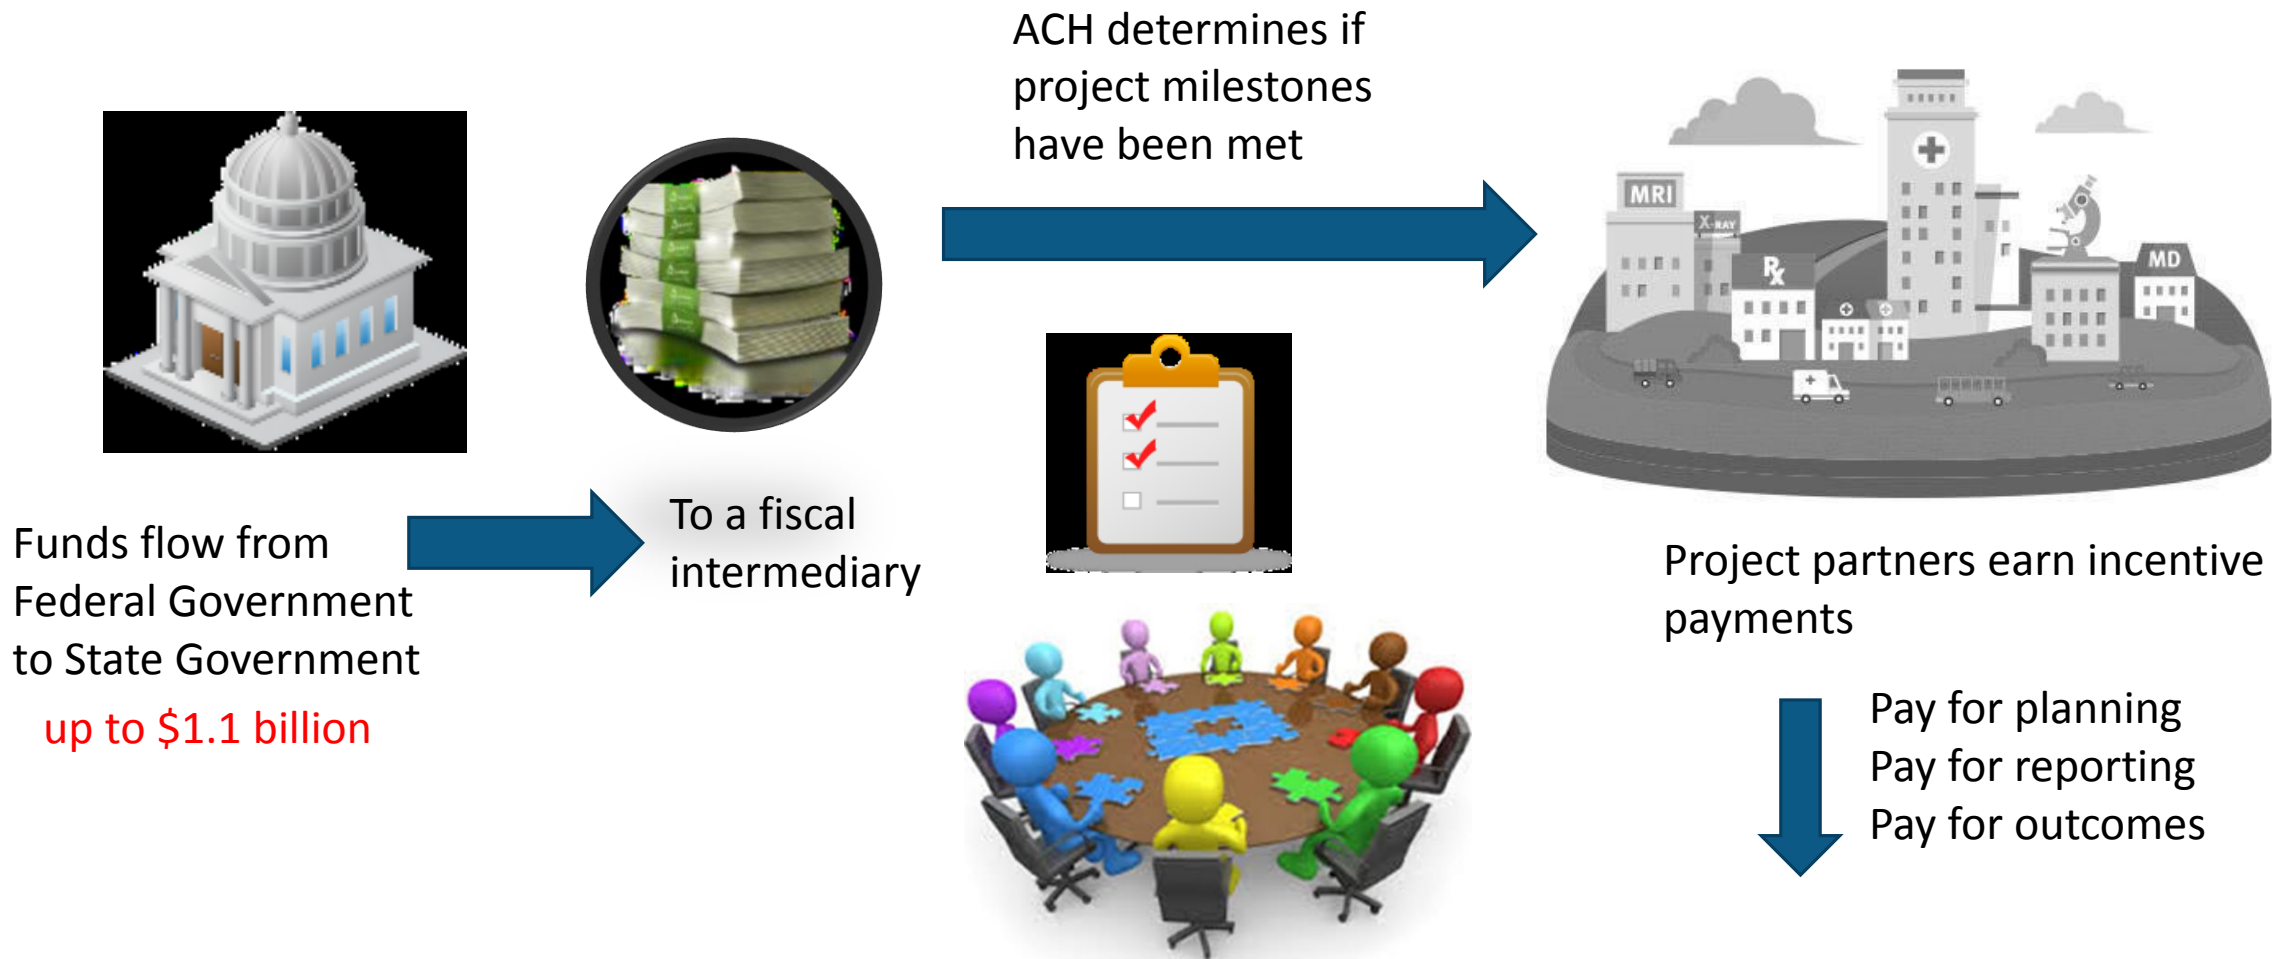 ACH determines if
project milestones
have been met
MRI
X-RAY
Rx
MD
Funds flow from
Federal Government
to State Government
up to $1.1 billion
To a fiscal
intermediary
Project partners earn incentive
payments
Pay for planning
Pay for reporting
Pay for outcomes